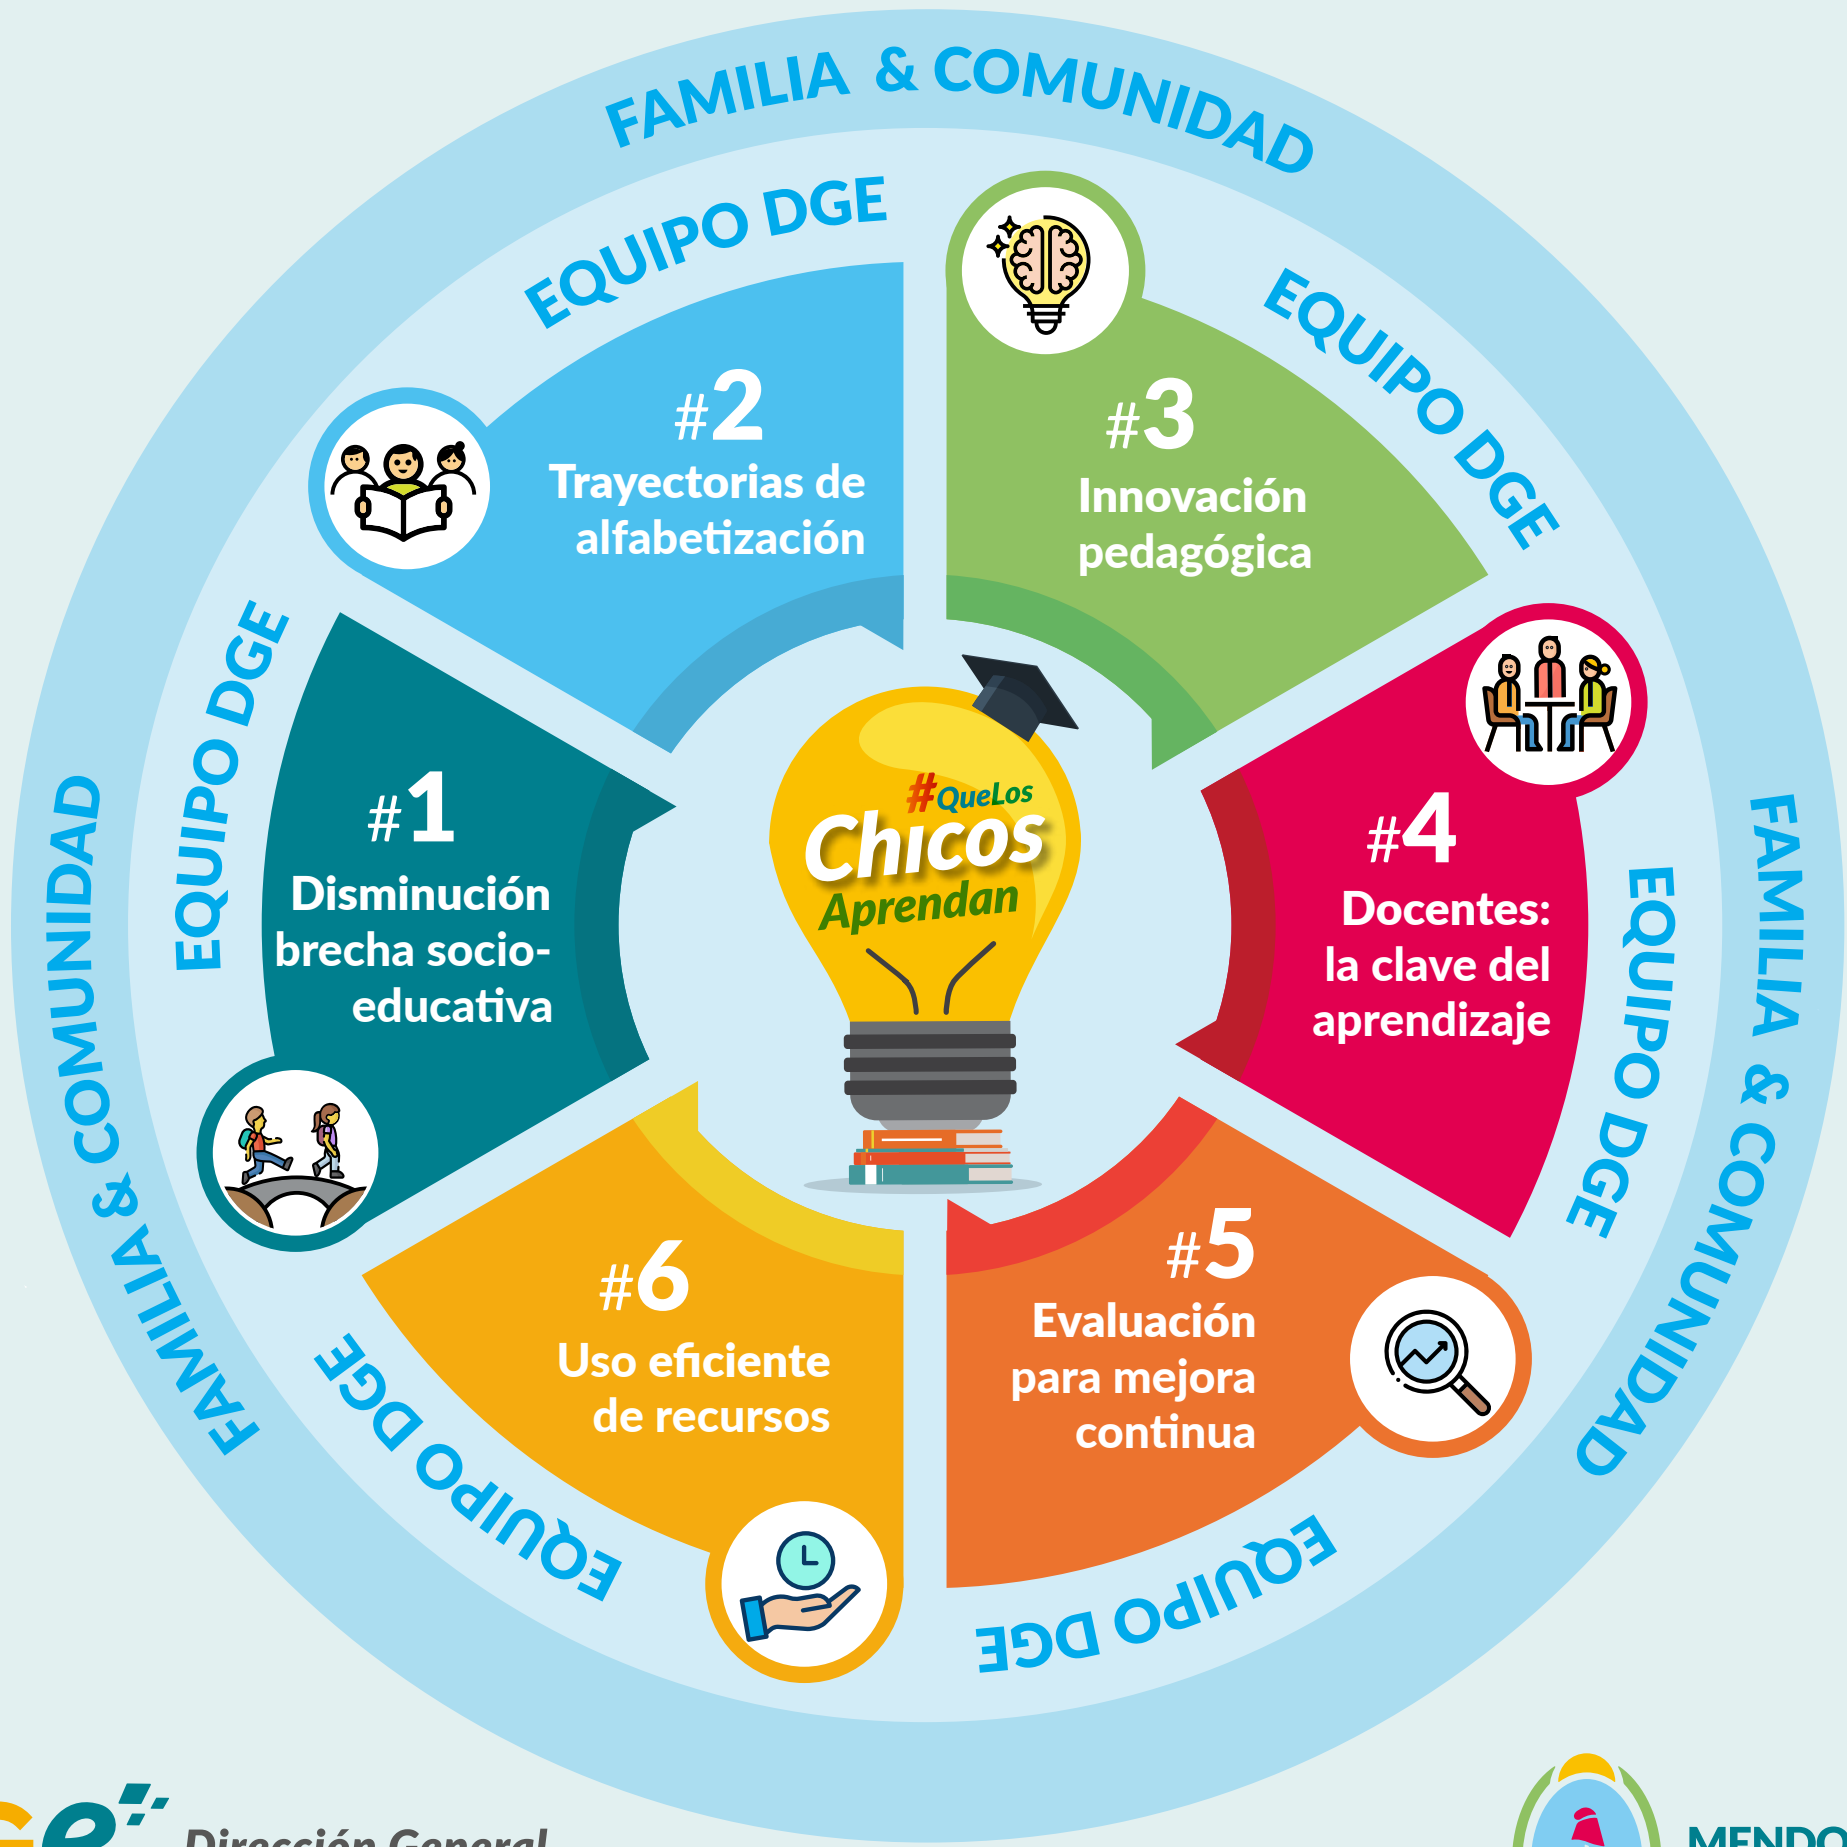 FAMILIA & COMUNIDAD
FAMILIA & COMUNIDAD
FAMILIA & COMUNIDAD
EQUIPO DGE
EQUIPO DGE
EQUIPO DGE
EQUIPO DGE
EQUIPO DGE
EQUIPO DGE
#1
Disminución
brecha socio-
educativa
#2
Trayectorias de
alfabetización
#3
Innovación
pedagógica
#4
Docentes:
la clave del
aprendizaje
#5
Evaluación
para mejora
continua
#6
Uso eficiente
de recursos
#QueLos
Chicos
Aprendan
Dirección General